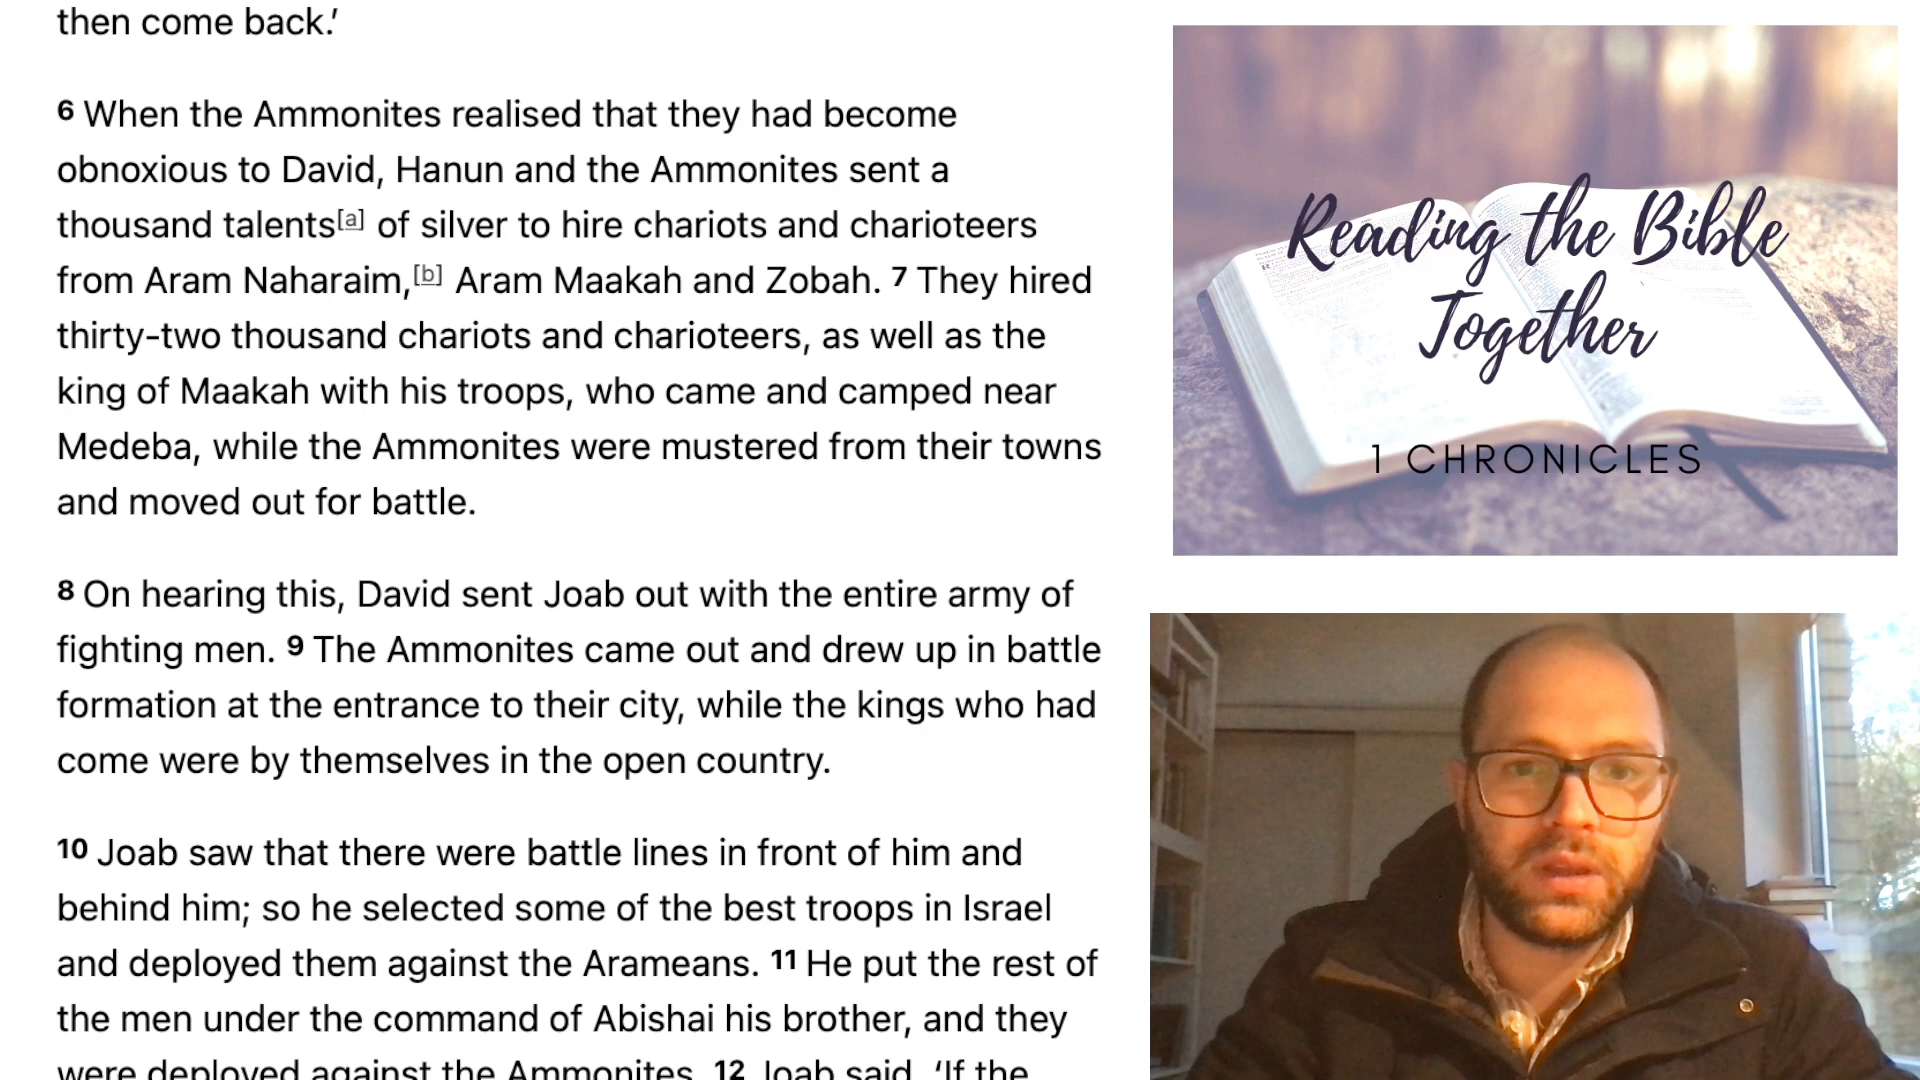 then come back.’
6 When the Ammonites realised that they had become
obnoxious to David, Hanun and the Ammonites sent a
thousand talents[a] of silver to hire chariots and charioteers
from Aram Naharaim,[b] Aram Maakah and Zobah. 7 They hired
thirty-two thousand chariots and charioteers, as well as the
king of Maakah with his troops, who came and camped near
Medeba, while the Ammonites were mustered from their towns
and moved out for battle.
8 On hearing this, David sent Joab out with the entire army of
fighting men. 9 The Ammonites came out and drew up in battle
formation at the entrance to their city, while the kings who had
come were by themselves in the open country.
10 Joab saw that there were battle lines in front of him and
behind him; so he selected some of the best troops in Israel
and deployed them against the Arameans. 11 He put the rest of
the men under the command of Abishai his brother, and they
were deployed against the Ammonites. 12 Joab said, ‘If the
Reading the Bible
Together
1 CHRONICLES